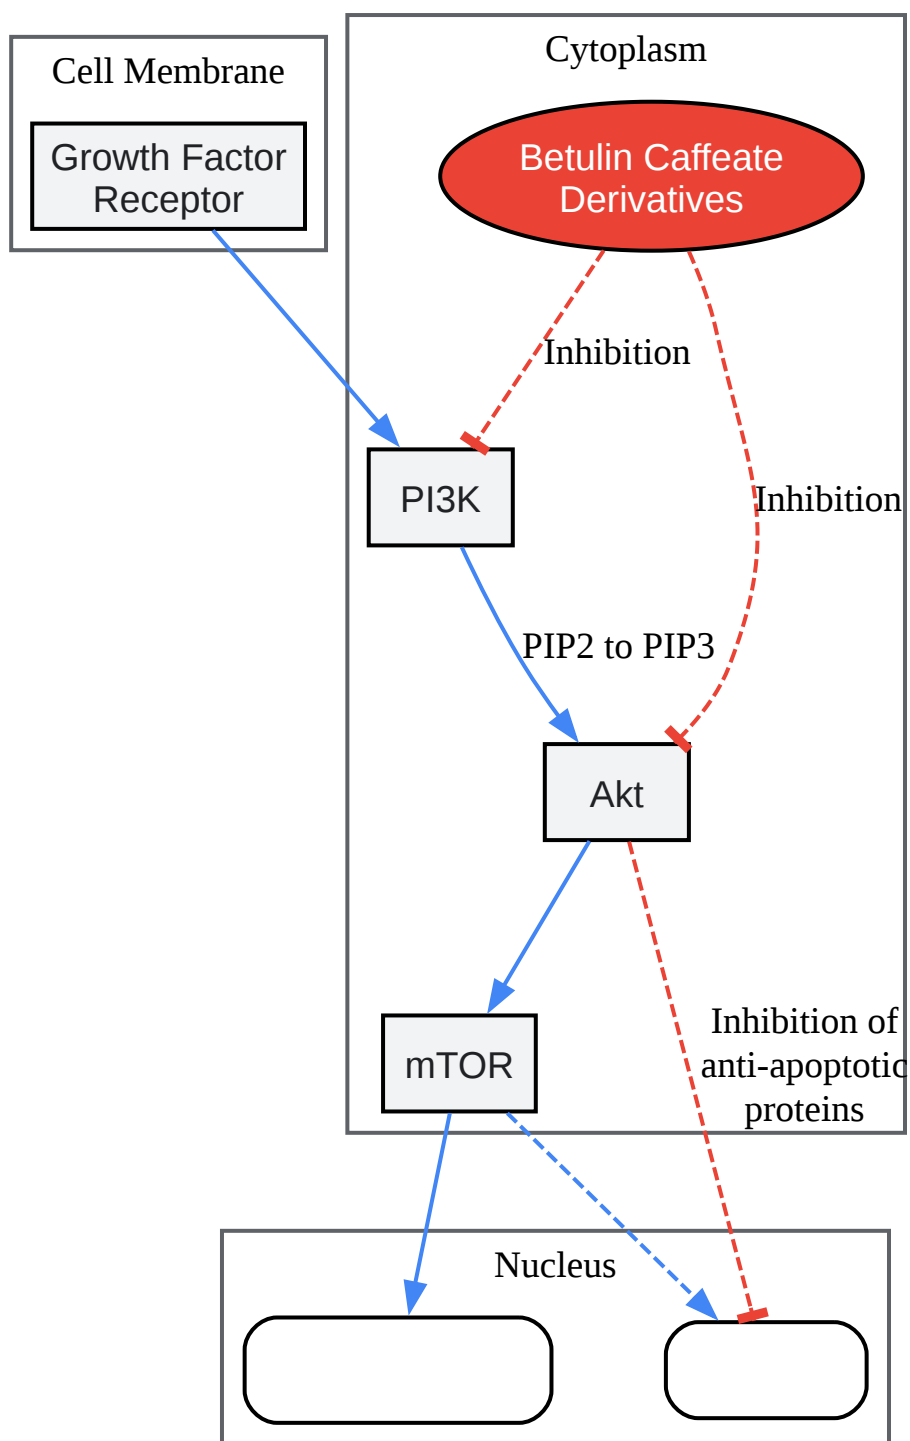 Cell Membrane
Growth Factor
Receptor
Cytoplasm
Betulin Caffeate
Derivatives
Inhibition
PI3K
Inhibition
PIP2 to PIP3
Akt
mTOR
Inhibition of
anti-apoptotic
proteins
Nucleus